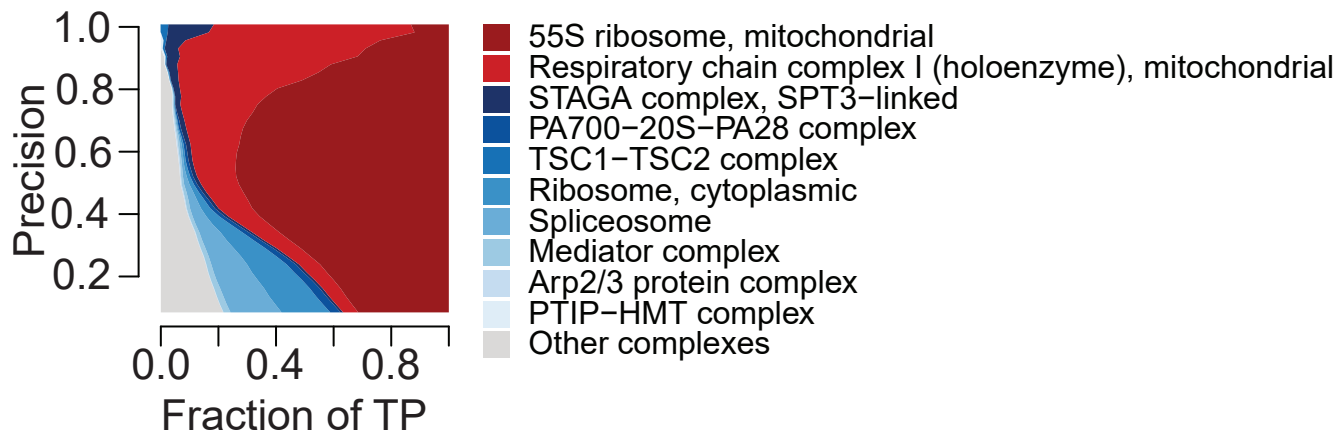 Precision
1.0
0.8
0.6
0.4
0.2
0.0 0.4 0.8
Fraction of TP
55S ribosome, mitochondrial
Respiratory chain complex I (holoenzyme), mitochondrial
STAGA complex, SPT3−linked
PA700−20S−PA28 complex
TSC1−TSC2 complex
Ribosome, cytoplasmic
Spliceosome
Mediator complex
Arp2/3 protein complex
PTIP−HMT complex
Other complexes